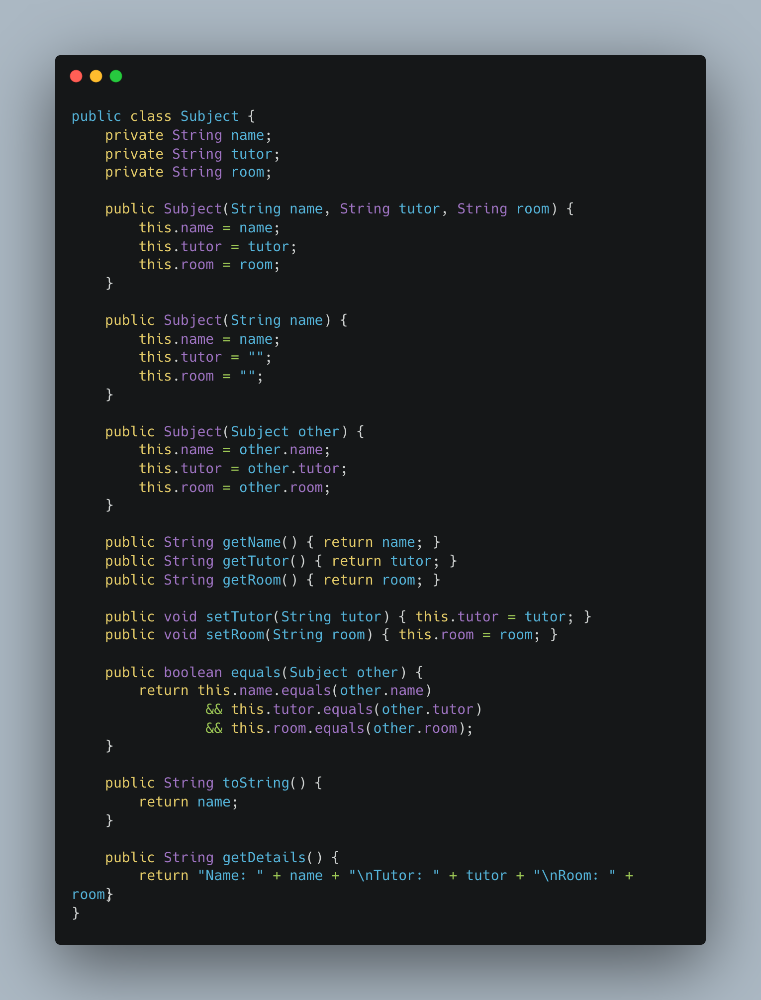 public class Subject {
    private String name;
    private String tutor;
    private String room;

    public Subject(String name, String tutor, String room) {
        this.name = name;
        this.tutor = tutor;
        this.room = room;
    }

    public Subject(String name) {
        this.name = name;
        this.tutor = "";
        this.room = "";
    }

    public Subject(Subject other) {
        this.name = other.name;
        this.tutor = other.tutor;
        this.room = other.room;
    }

    public String getName() { return name; }
    public String getTutor() { return tutor; }
    public String getRoom() { return room; }

    public void setTutor(String tutor) { this.tutor = tutor; }
    public void setRoom(String room) { this.room = room; }

    public boolean equals(Subject other) {
        return this.name.equals(other.name)
                && this.tutor.equals(other.tutor)
                && this.room.equals(other.room);
    }

    public String toString() {
        return name;
    }

    public String getDetails() {
        return "Name: " + name + "\nTutor: " + tutor + "\nRoom: " +
room;
    }
}